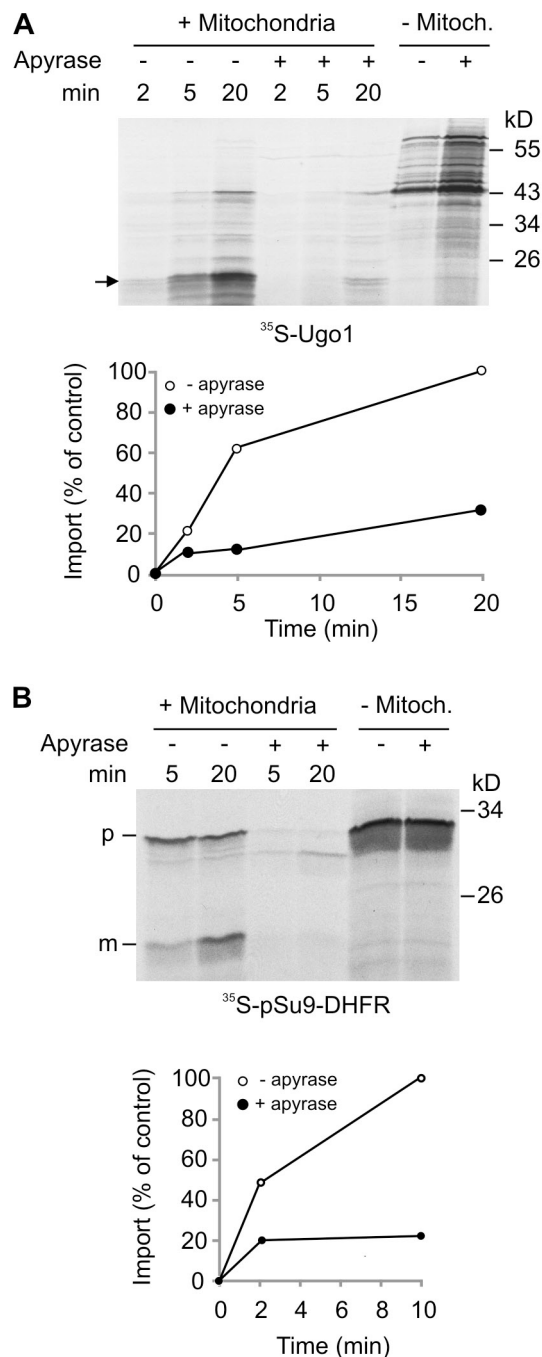 A
+ Mitochondria - Mitoch.
Apyrase - - - + + + - +
min 2 5 20 2 5 20
kD
55
43
34
26
³⁵S-Ugo1
Import (% of control)
100
80
60
40
20
0
- apyrase
+ apyrase
0 5 10 15 20
Time (min)
B
+ Mitochondria - Mitoch.
Apyrase - - + + - +
min 5 20 5 20
kD
34
p
26
m
³⁵S-pSu9-DHFR
Import (% of control)
100
80
60
40
20
0
- apyrase
+ apyrase
0 2 4 6 8 10
Time (min)